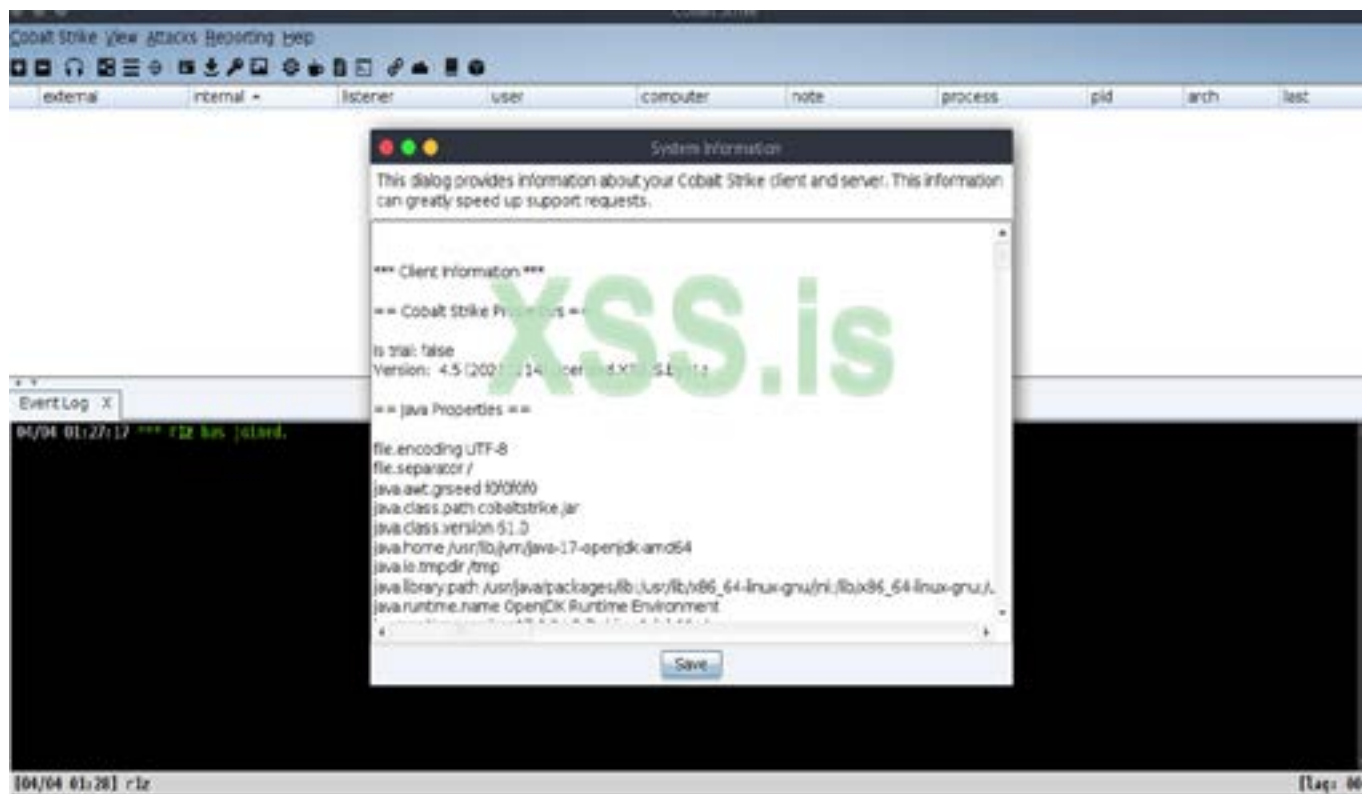 Cobalt Strike
Cobalt Strike View Attacks Reporting Help
external internal listener user computer note process pid arch last
System Information
This dialog provides information about your Cobalt Strike client and server. This information
can greatly speed up support requests.
*** Client Information ***
== Cobalt Strike Properties ==
XSS.is
Is trial: false
Version: 4.5
== Java Properties ==
file.encoding UTF-8
file.separator /
java.awt.grseed
java.class.path cobaltstrike.jar
java.class.version 61.0
java.home /usr/lib/jvm/java-17-openjdk-amd64
java.io.tmpdir /tmp
java.library.path /usr/java/packages/lib:/usr/lib/x86_64-linux-gnu/jni:/lib/x86_64-linux-gnu:/
java.runtime.name OpenJDK Runtime Environment
Save
Event Log X
04/04 01:27:17 *** r1z has joined.
[04/04 01:28] r1z
[lag: 00